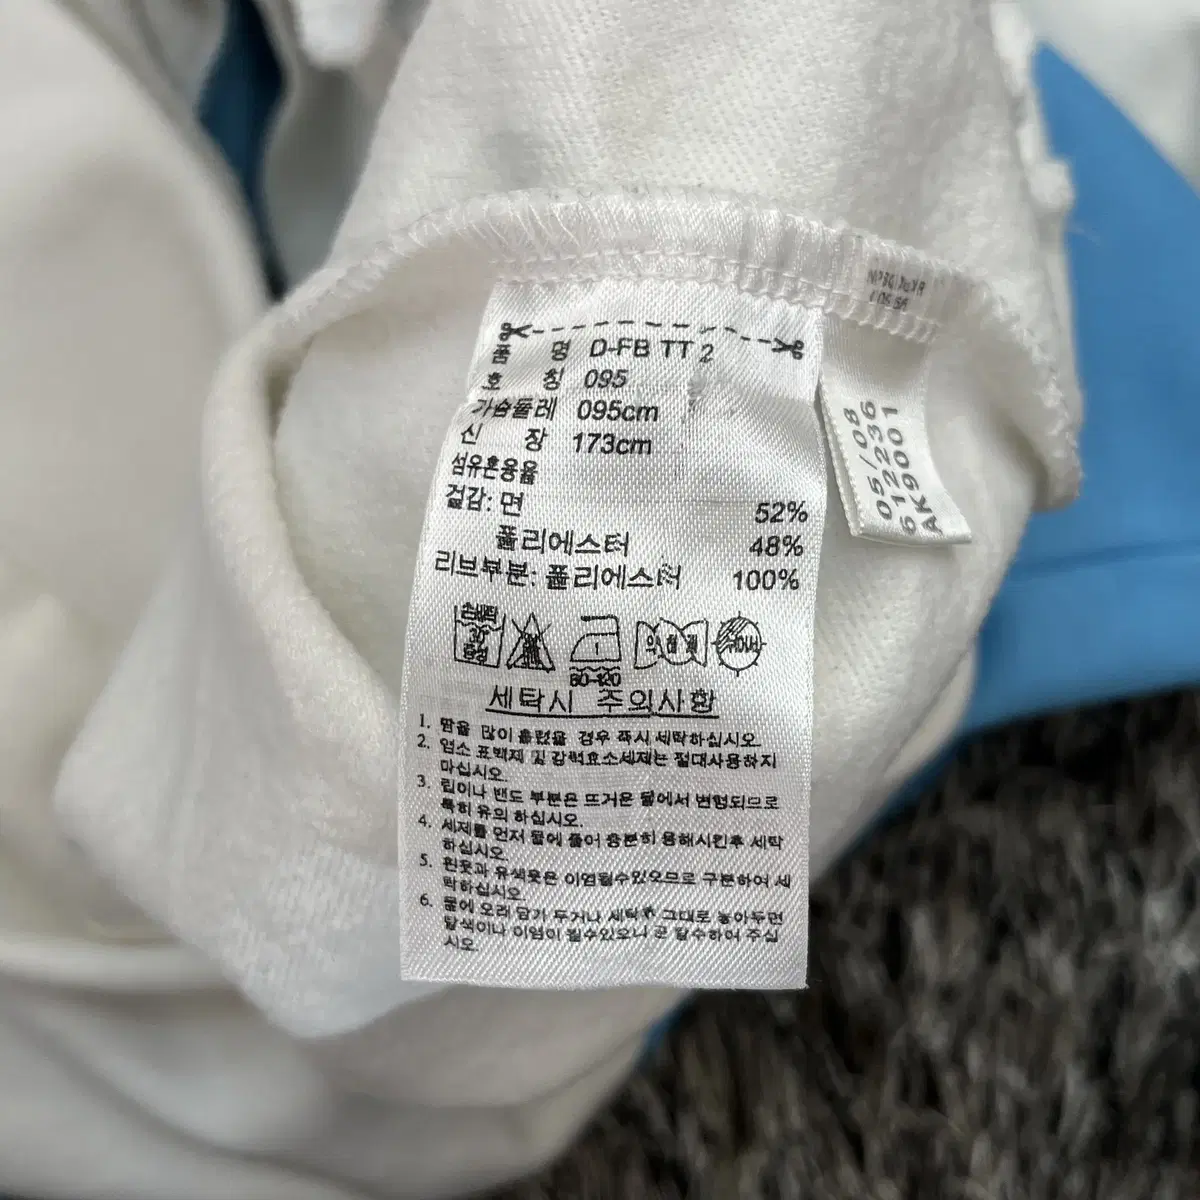 품 명 D-FB TT 2
호 칭 095
가슴둘레 095cm
신 장 173cm
섬유혼용율
겉감: 면 52%
폴리에스터 48%
리브부분: 폴리에스터 100%
손세탁
30
중성
80-120
세탁시 주의사항
1. 땀을 많이 흘렸을 경우 즉시 세탁하십시오.
2. 염소 표백제 및 강력효소세제는 절대사용하지
마십시오.
3. 립이나 밴드 부분은 뜨거운 물에서 변형되므로
특히 유의 하십시오.
4. 세제를 먼저 물에 풀어 충분히 용해시킨후 세탁
하십시오.
5. 흰옷과 유색옷은 이염될수있으므로 구분하여 세
탁하십시오.
6. 물에 오래 담가 두거나 세탁후 그대로 놓아두면
탈색이나 이염이 될수있으니 곧 탈수하여 주십
시오.
05/08
612236
AK9001